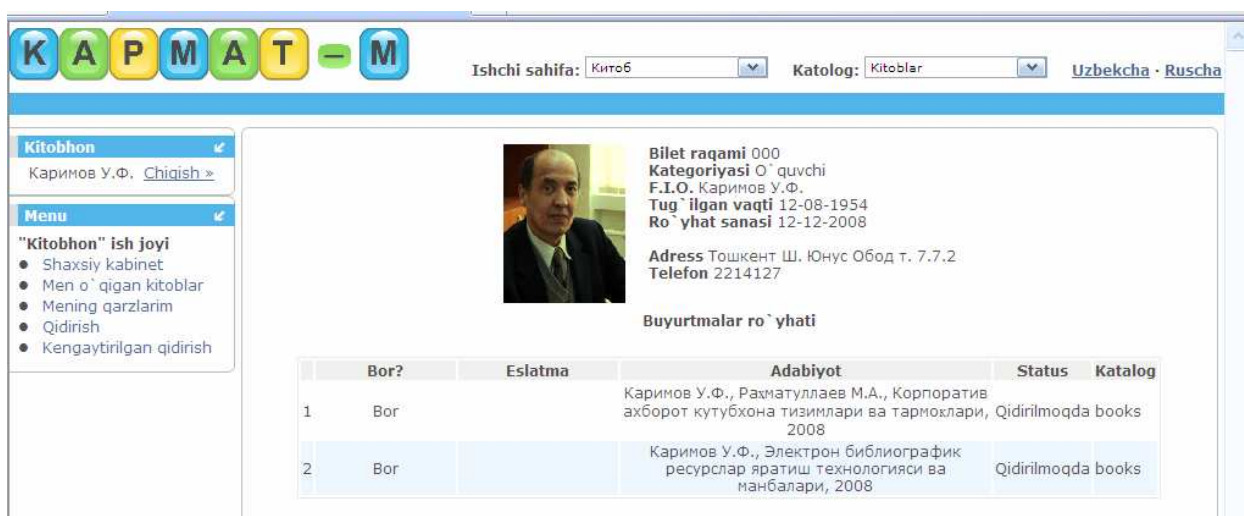 КАРМАТ-М
Ishchi sahifa: Китоб Katolog: Kitoblar Uzbekcha · Ruscha
Kitobhon
Каримов У.Ф. Chiqish »
Menu
"Kitobhon" ish joyi
Shaxsiy kabinet
Men o`qigan kitoblar
Mening qarzlarim
Qidirish
Kengaytirilgan qidirish
Bilet raqami 000
Kategoriyasi O`quvchi
F.I.O. Каримов У.Ф.
Tug`ilgan vaqti 12-08-1954
Ro`yhat sanasi 12-12-2008
Adress Тошкент Ш. Юнус Обод т. 7.7.2
Telefon 2214127
Buyurtmalar ro`yhati
Bor? Eslatma Adabiyot Status Katalog
1 Bor Каримов У.Ф., Рахматуллаев М.А., Корпоратив
ахборот кутубхона тизимлари ва тармоқлари, Qidirilmoqda books
2008
2 Bor Каримов У.Ф., Электрон библиографик
ресурслар яратиш технологияси ва Qidirilmoqda books
манбалари, 2008